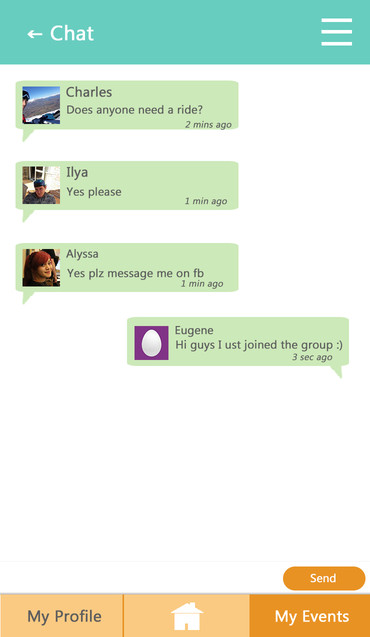 ← Chat
Charles
Does anyone need a ride?
2 mins ago
Ilya
Yes please
1 min ago
Alyssa
Yes plz message me on fb
1 min ago
Eugene
Hi guys I ust joined the group :)
3 sec ago
Send
My Profile
My Events